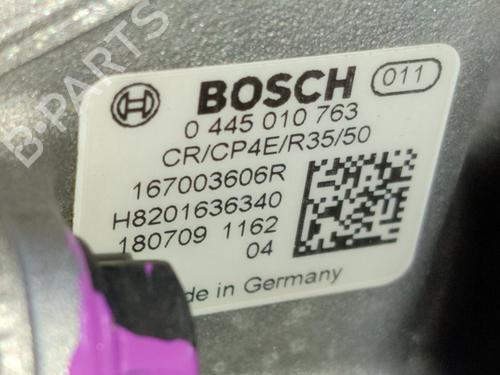 BOSCH 011
0 445 010 763
CR/CP4E/R35/50
167003606R
H8201636340
180709 1162
04
de in Germany
B-PARTS